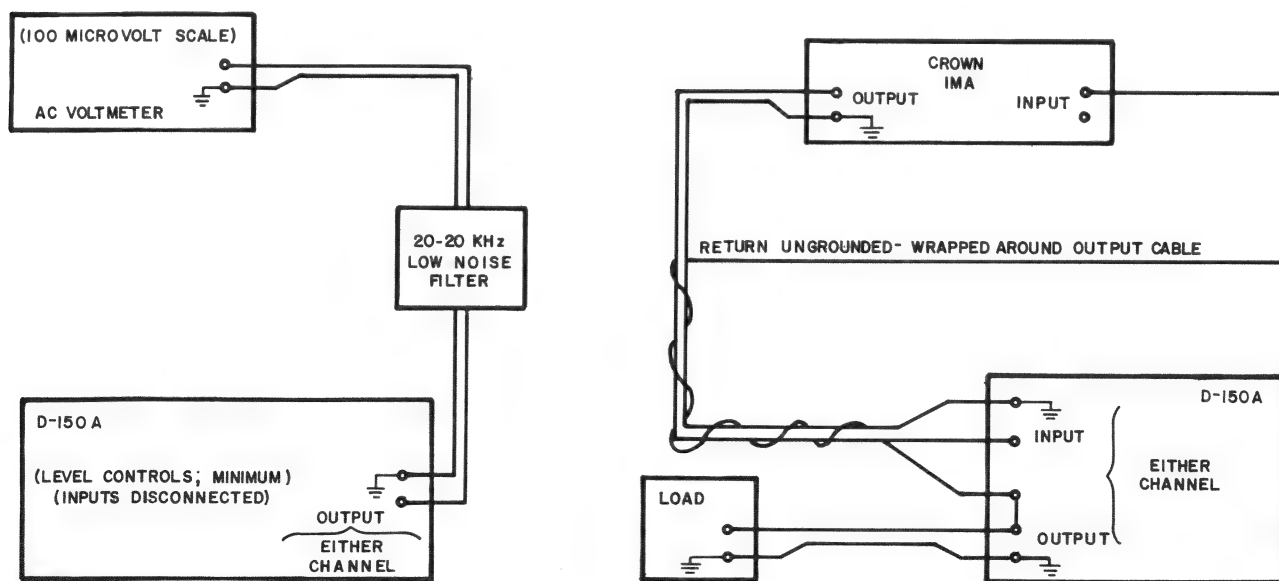 (100 MICROVOLT SCALE)
AC VOLTMETER
20-20 KHz
LOW NOISE
FILTER
D-150A
(LEVEL CONTROLS; MINIMUM)
(INPUTS DISCONNECTED)
OUTPUT
EITHER
CHANNEL
CROWN
IMA
OUTPUT
INPUT
RETURN UNGROUNDED- WRAPPED AROUND OUTPUT CABLE
D-150A
INPUT
EITHER
CHANNEL
OUTPUT
LOAD